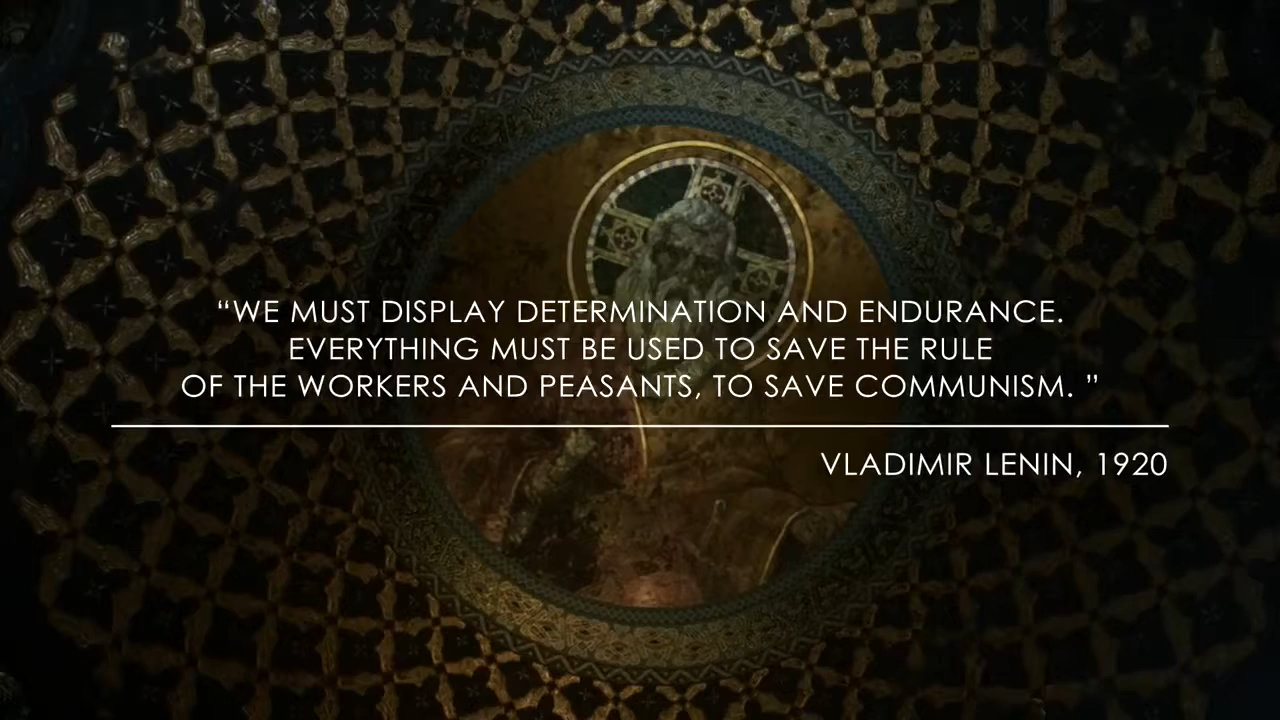 “WE MUST DISPLAY DETERMINATION AND ENDURANCE.
EVERYTHING MUST BE USED TO SAVE THE RULE
OF THE WORKERS AND PEASANTS, TO SAVE COMMUNISM. ”
VLADIMIR LENIN, 1920